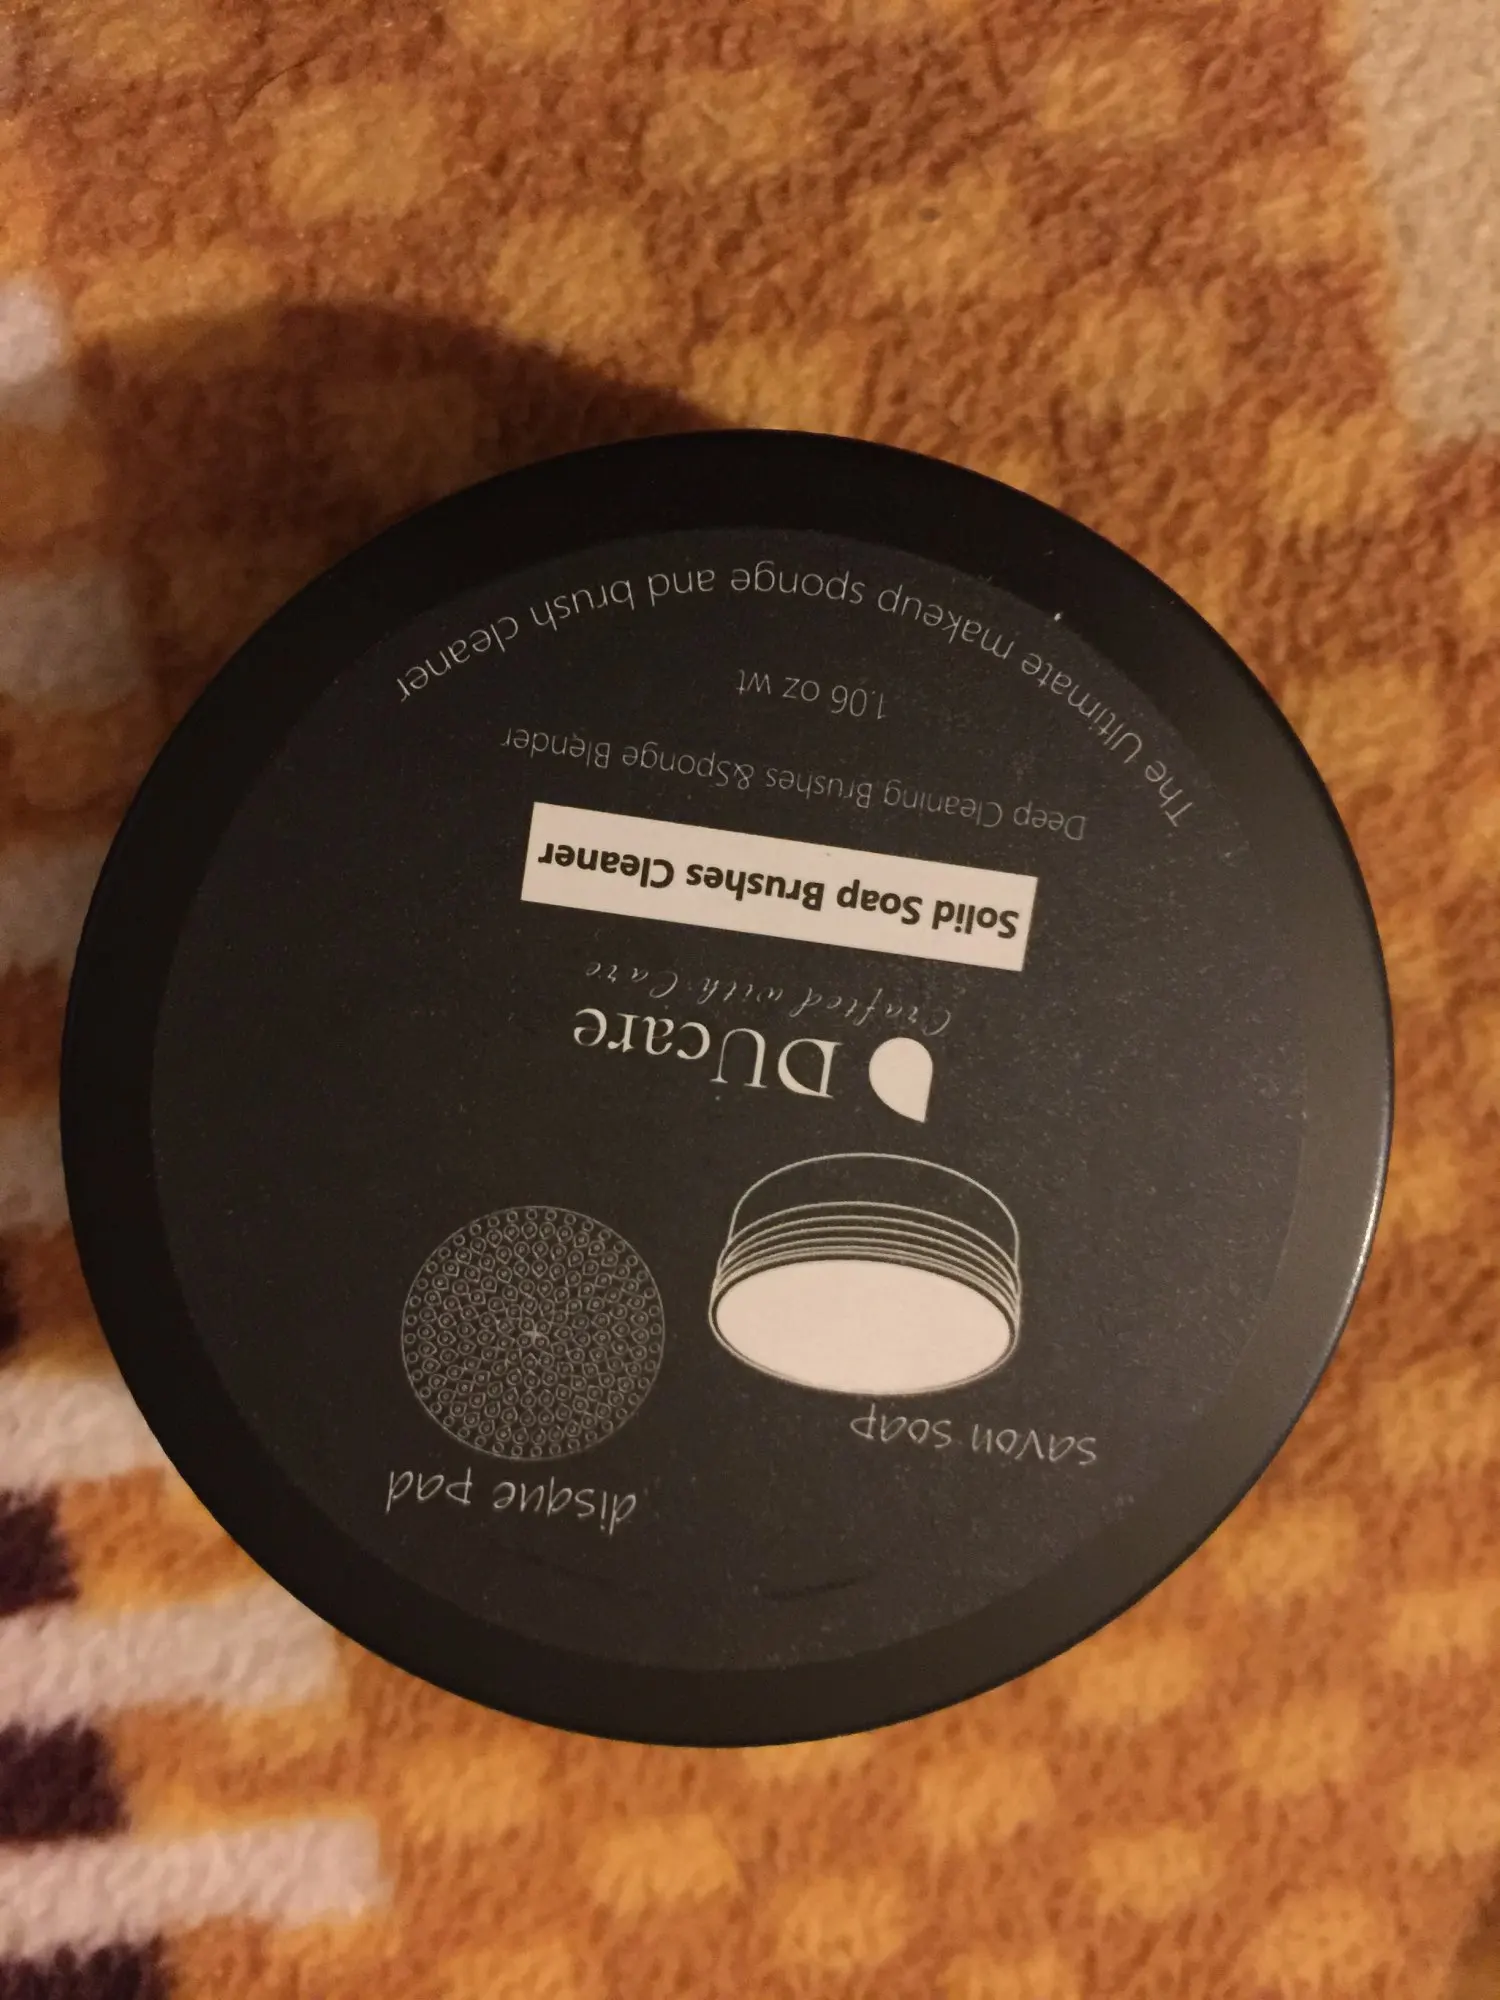 disque pad
savon soap
DUcare
Crafted with Care
Solid Soap Brushes Cleaner
Deep Cleaning Brushes &Sponge Blender
1.06 oz wt
The Ultimate makeup sponge and brush cleaner